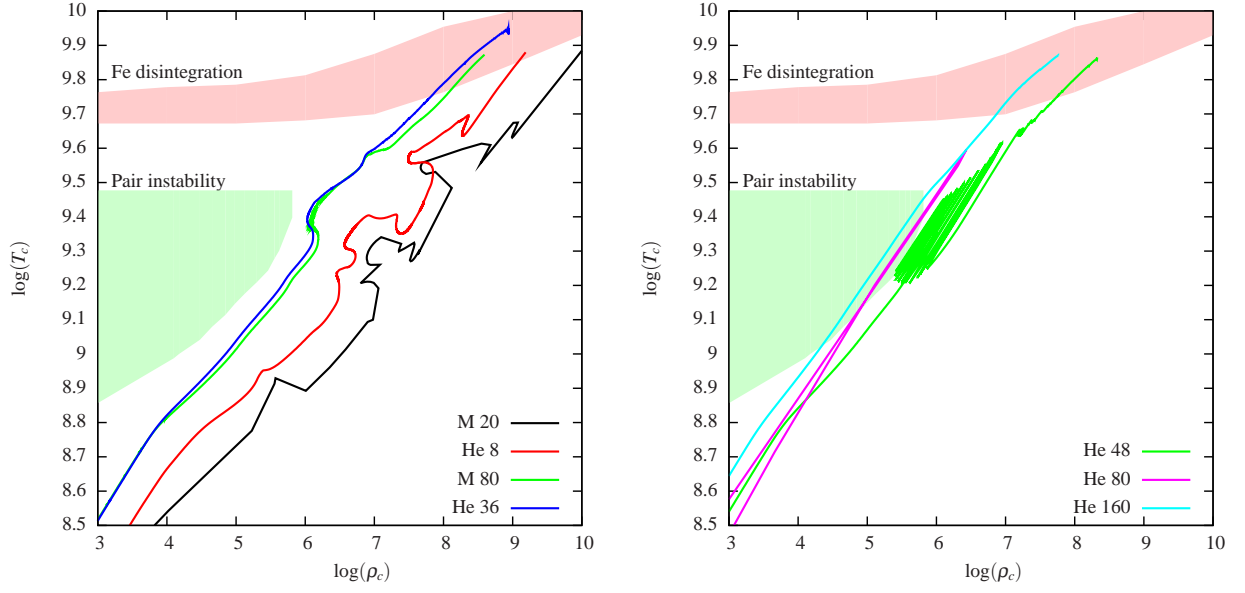 10
9.9
9.8
9.7
9.6
9.5
9.4
9.3
9.2
9.1
9
8.9
8.8
8.7
8.6
8.5
log(T_c)
Fe disintegration
Pair instability
M 20
He 8
M 80
He 36
3 4 5 6 7 8 9 10
log(ρ_c)
10
9.9
9.8
9.7
9.6
9.5
9.4
9.3
9.2
9.1
9
8.9
8.8
8.7
8.6
8.5
log(T_c)
Fe disintegration
Pair instability
He 48
He 80
He 160
3 4 5 6 7 8 9 10
log(ρ_c)